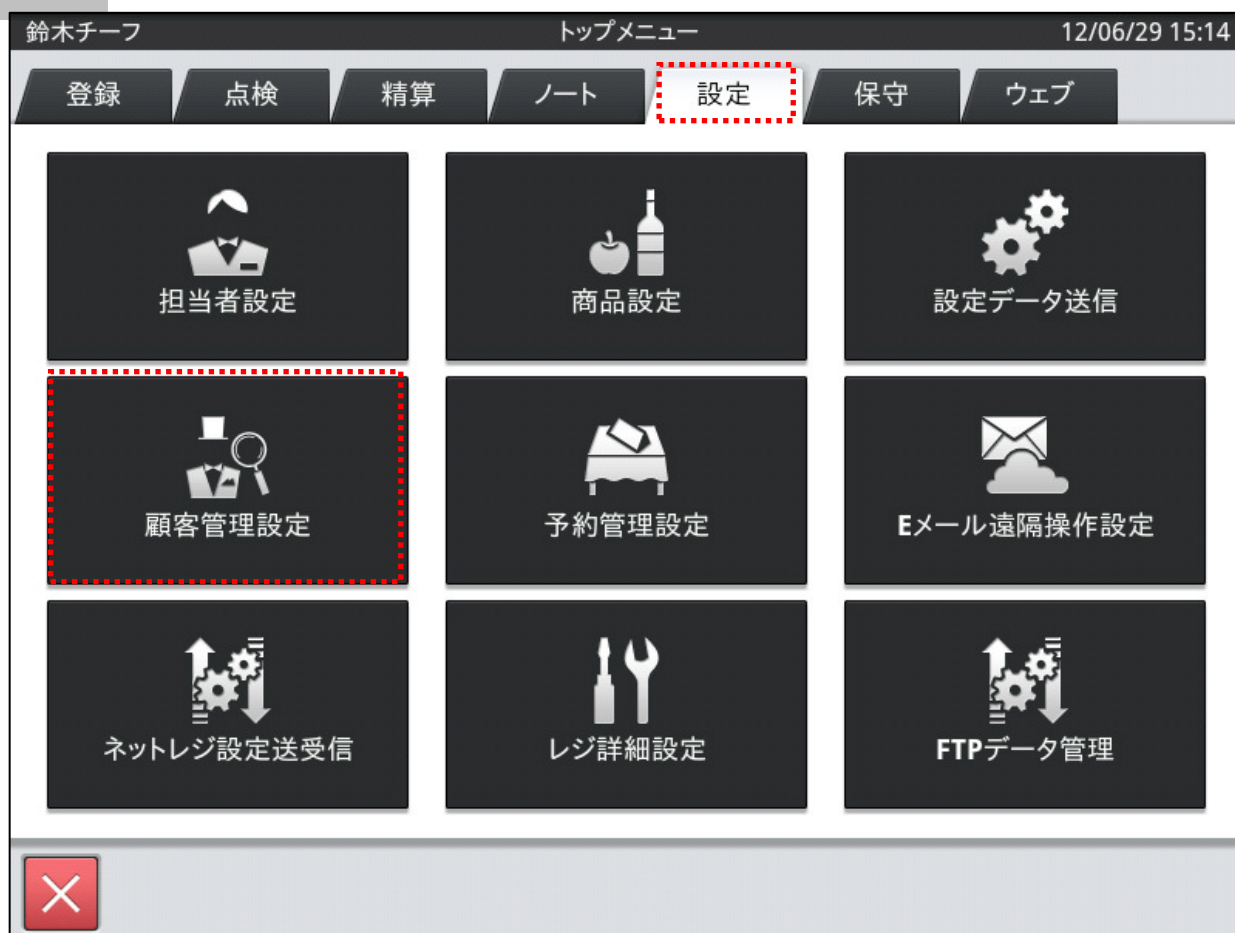 鈴木チーフ トップメニュー 12/06/29 15:14
登録 点検 精算 ノート 設定 保守 ウェブ
担当者設定 商品設定 設定データ送信
顧客管理設定 予約管理設定 Eメール遠隔操作設定
ネットレジ設定送受信 レジ詳細設定 FTPデータ管理